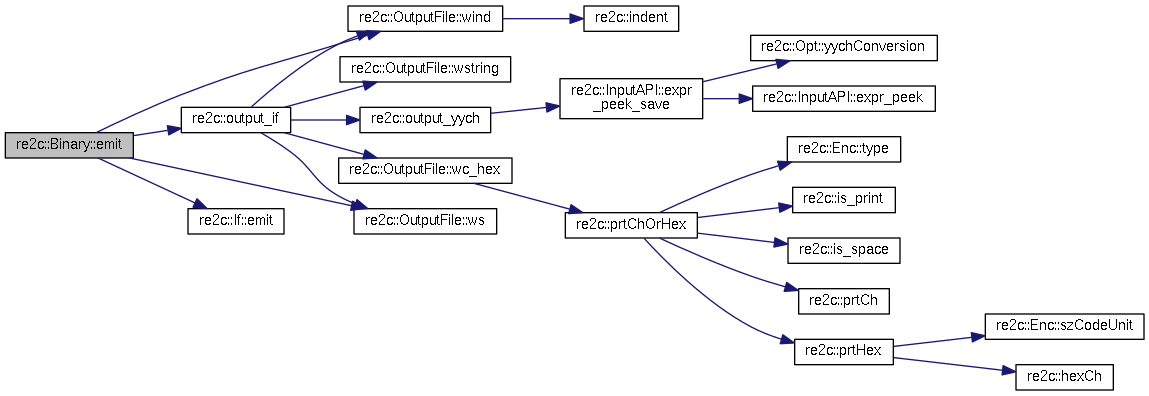 re2c::Binary::emit
re2c::OutputFile::wind
re2c::indent
re2c::output_if
re2c::OutputFile::wstring
re2c::output_yych
re2c::InputAPI::expr
_peek_save
re2c::Opt::yychConversion
re2c::InputAPI::expr_peek
re2c::OutputFile::wc_hex
re2c::prtChOrHex
re2c::Enc::type
re2c::is_print
re2c::is_space
re2c::prtCh
re2c::prtHex
re2c::Enc::szCodeUnit
re2c::hexCh
re2c::OutputFile::ws
re2c::If::emit